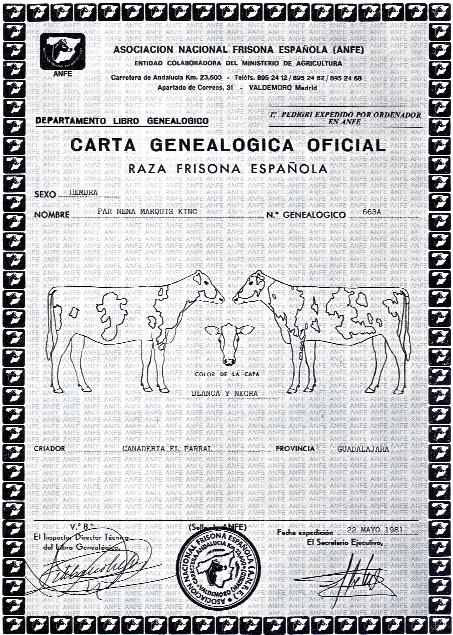 ANFE
ASOCIACION NACIONAL FRISONA ESPAÑOLA (ANFE)
ENTIDAD COLABORADORA DEL MINISTERIO DE AGRICULTURA
Carretera de Andalucía Km. 23,600 - Teléfs. 895 24 12 / 895 24 62 / 895 24 68
Apartado de Correos, 31 - VALDEMORO Madrid
DEPARTAMENTO LIBRO GENEALOGICO
1er PEDIGRI EXPEDIDO POR ORDENADOR
EN ANFE
CARTA GENEALOGICA OFICIAL
RAZA FRISONA ESPAÑOLA
SEXO HEMBRA
NOMBRE PAR NENA MARQUIS KING N.º GENEALOGICO 663A
COLOR DE LA CAPA
BLANCA Y NEGRA
CRIADOR GANADERIA EL PARRAL PROVINCIA GUADALAJARA
V.º B.º
El Inspector Director Técnico
del Libro Genealógico,
(Sello de ANFE)
ASOCIACION NACIONAL FRISONA ESPAÑOLA (A.N.F.E.)
VALDEMORO
Fecha expedición 22 MAYO 1981
El Secretario Ejecutivo,